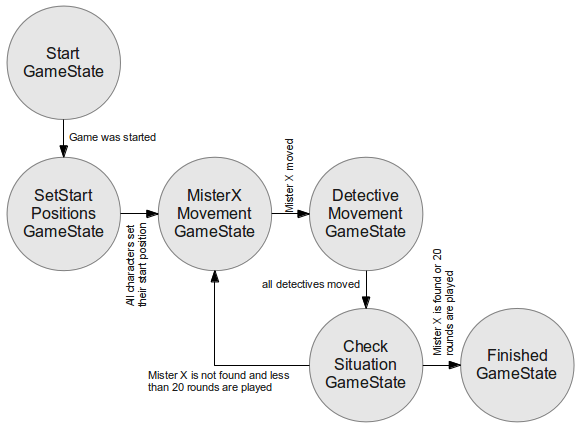 Start
GameState
Game was started
SetStart
Positions
GameState
All characters set
their start position
MisterX
Movement
GameState
Mister X moved
Detective
Movement
GameState
all detectives moved
Check
Situation
GameState
Mister X is not found and less
than 20 rounds are played
Mister X is found or 20
rounds are played
Finished
GameState